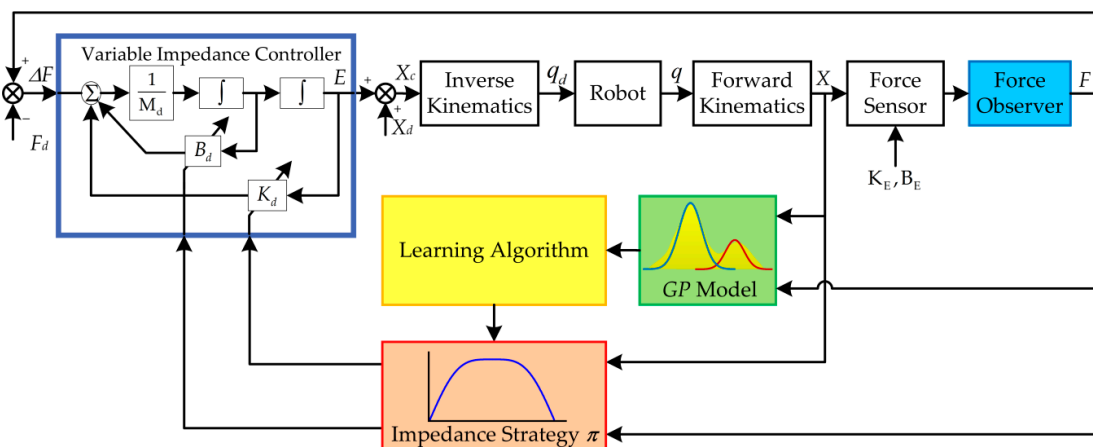 Variable Impedance Controller
+
ΔF
−
F_d
Σ
1
M_d
∫
∫
E
+
X_c
+
X_d
B_d
K_d
Inverse
Kinematics
q_d
Robot
q
Forward
Kinematics
X
Force
Sensor
K_E, B_E
Force
Observer
F
Learning Algorithm
GP Model
Impedance Strategy π